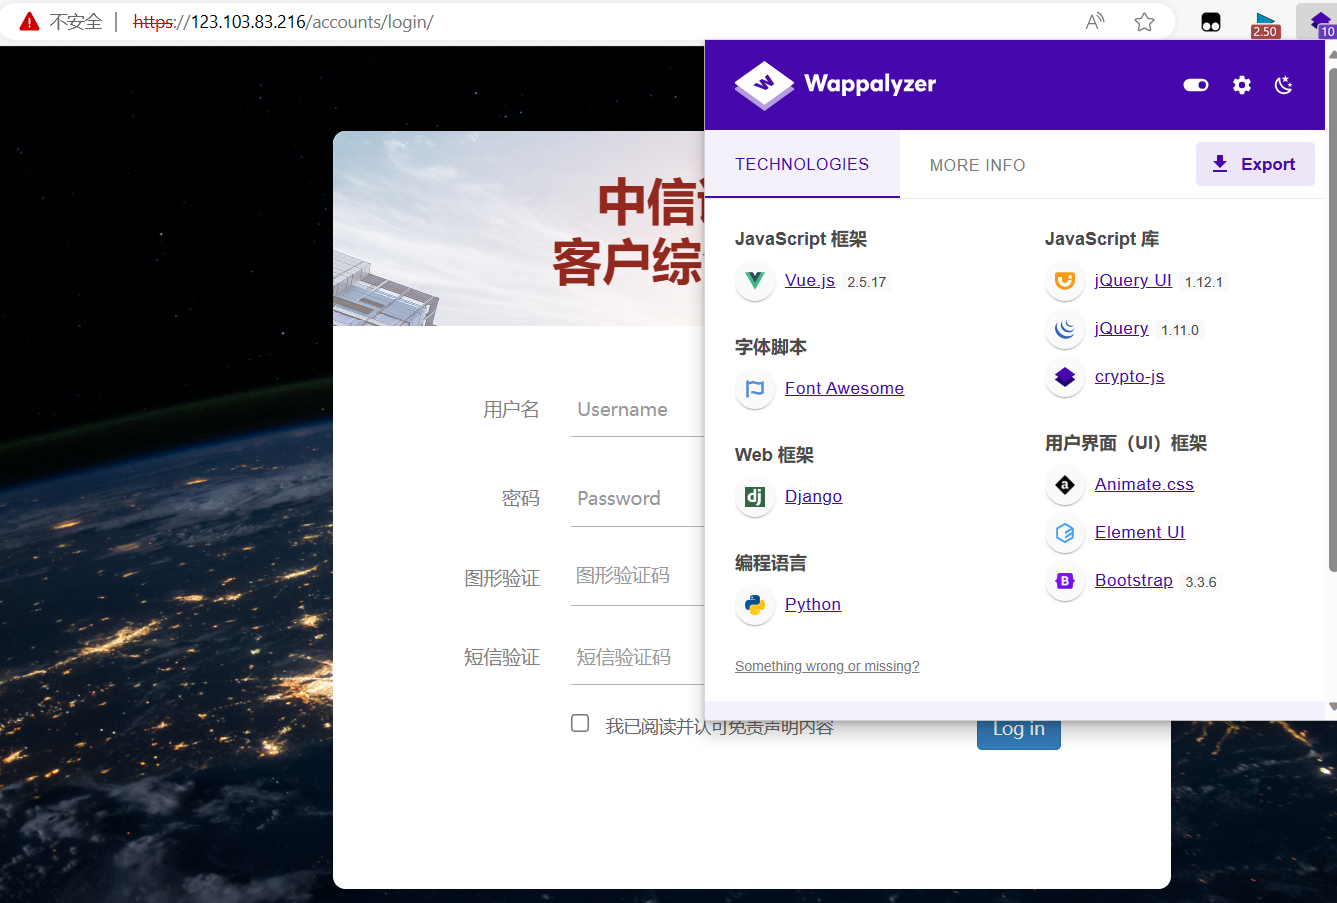 不安全 | https://123.103.83.216/accounts/login/
2.50
10
Wappalyzer
TECHNOLOGIES
MORE INFO
Export
中信
客户综
用户名 Username
密码 Password
图形验证 图形验证码
短信验证 短信验证码
我已阅读并认可免责声明内容
Log in
JavaScript 框架
Vue.js 2.5.17
字体脚本
Font Awesome
Web 框架
Django
编程语言
Python
JavaScript 库
jQuery UI 1.12.1
jQuery 1.11.0
crypto-js
用户界面（UI）框架
Animate.css
Element UI
Bootstrap 3.3.6
Something wrong or missing?